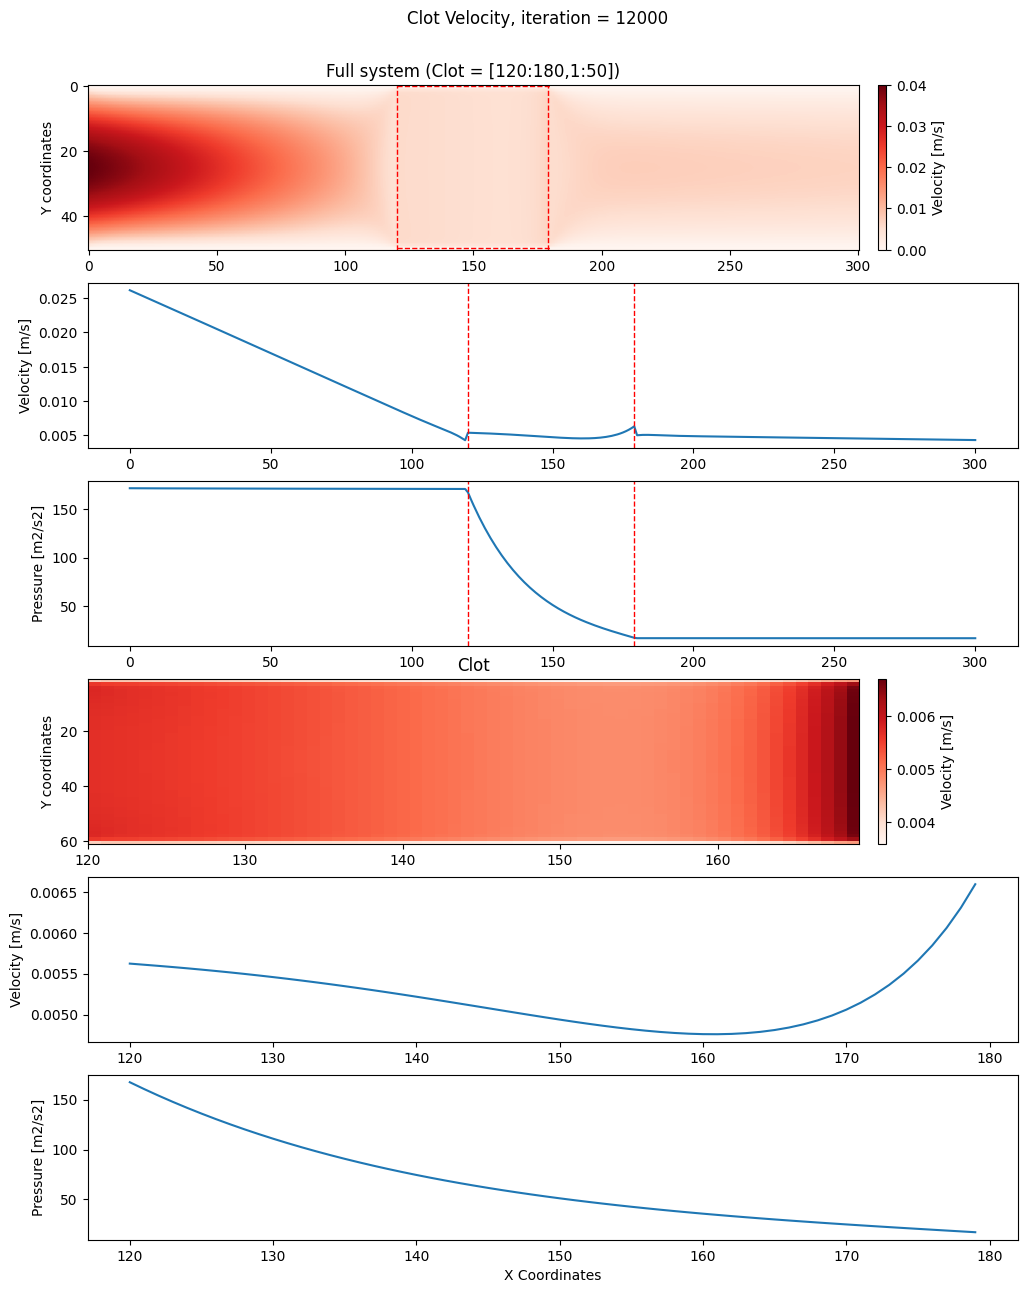 Clot Velocity, iteration = 12000
Full system (Clot = [120:180,1:50])
0
20
40
Y coordinates
0 50 100 150 200 250 300
0.04
0.03
0.02
0.01
0.00
Velocity [m/s]
0.025
0.020
0.015
0.010
0.005
Velocity [m/s]
0 50 100 150 200 250 300
150
100
50
Pressure [m2/s2]
0 50 100 150 200 250 300
Clot
20
40
60
Y coordinates
120 130 140 150 160
0.006
0.005
0.004
Velocity [m/s]
0.0065
0.0060
0.0055
0.0050
Velocity [m/s]
120 130 140 150 160 170 180
150
100
50
Pressure [m2/s2]
120 130 140 150 160 170 180
X Coordinates